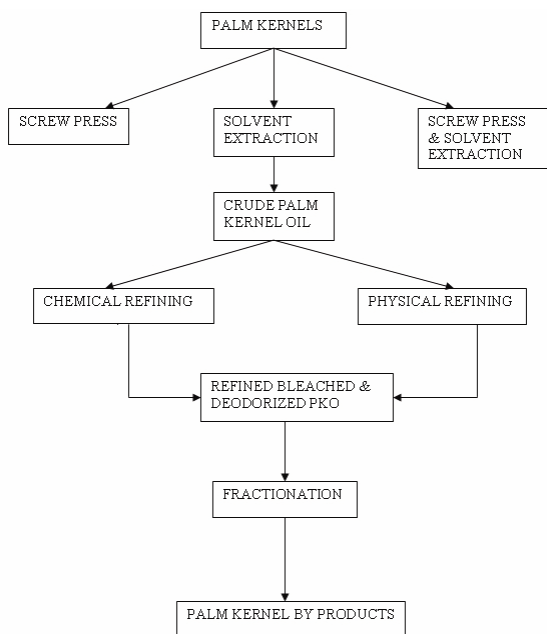 PALM KERNELS
SCREW PRESS
SOLVENT
EXTRACTION
SCREW PRESS
& SOLVENT
EXTRACTION
CRUDE PALM
KERNEL OIL
CHEMICAL REFINING
PHYSICAL REFINING
REFINED BLEACHED &
DEODORIZED PKO
FRACTIONATION
PALM KERNEL BY PRODUCTS